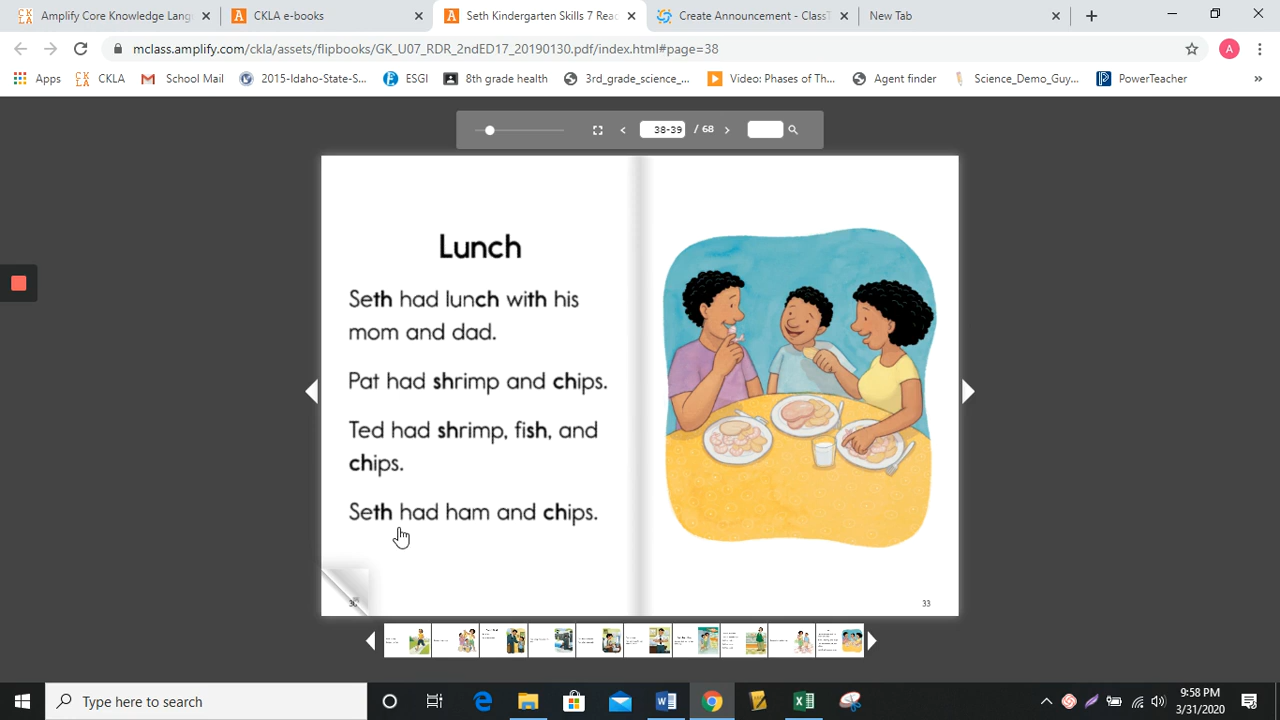 Amplify Core Knowledge Lang
CKLA e-books
Seth Kindergarten Skills 7 Reac
Create Announcement - ClassT
New Tab
mclass.amplify.com/ckla/assets/flipbooks/GK_U07_RDR_2ndED17_20190130.pdf/index.html#page=38
A
Apps
CKLA
School Mail
2015-Idaho-State-S...
ESGI
8th grade health
3rd_grade_science_...
Video: Phases of Th...
Agent finder
Science_Demo_Guy...
PowerTeacher
38-39 / 68
Lunch
Seth had lunch with his
mom and dad.
Pat had shrimp and chips.
Ted had shrimp, fish, and
chips.
Seth had ham and chips.
33
Type here to search
9:58 PM
3/31/2020